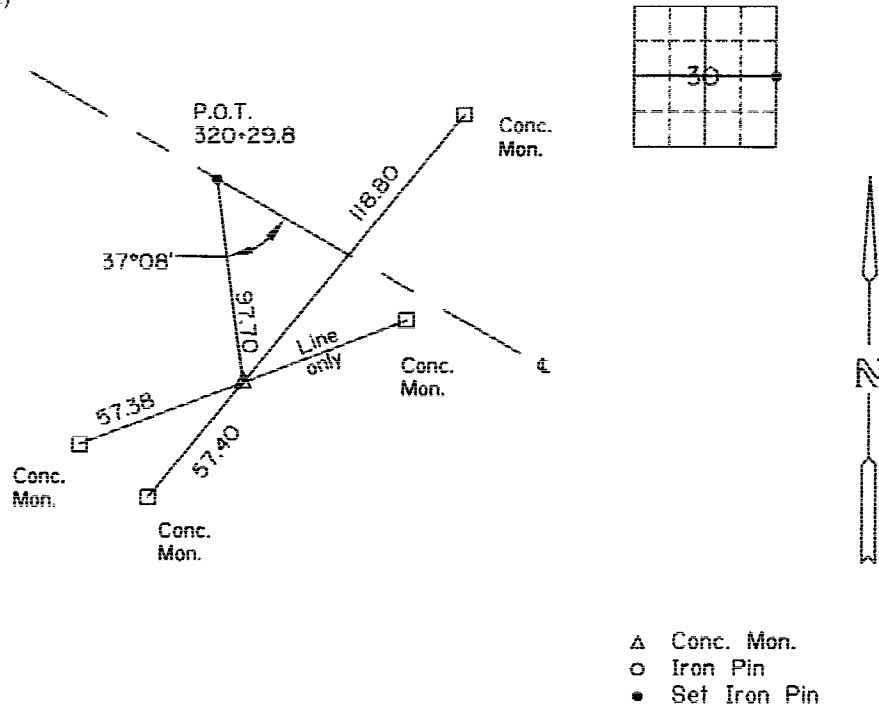 30
P.O.T.
320+29.8
Conc.
Mon.
118.80
37°08'
97.70
Line
only
Conc.
Mon.
℄
57.38
57.40
Conc.
Mon.
Conc.
Mon.
N
Δ Conc. Mon.
○ Iron Pin
● Set Iron Pin